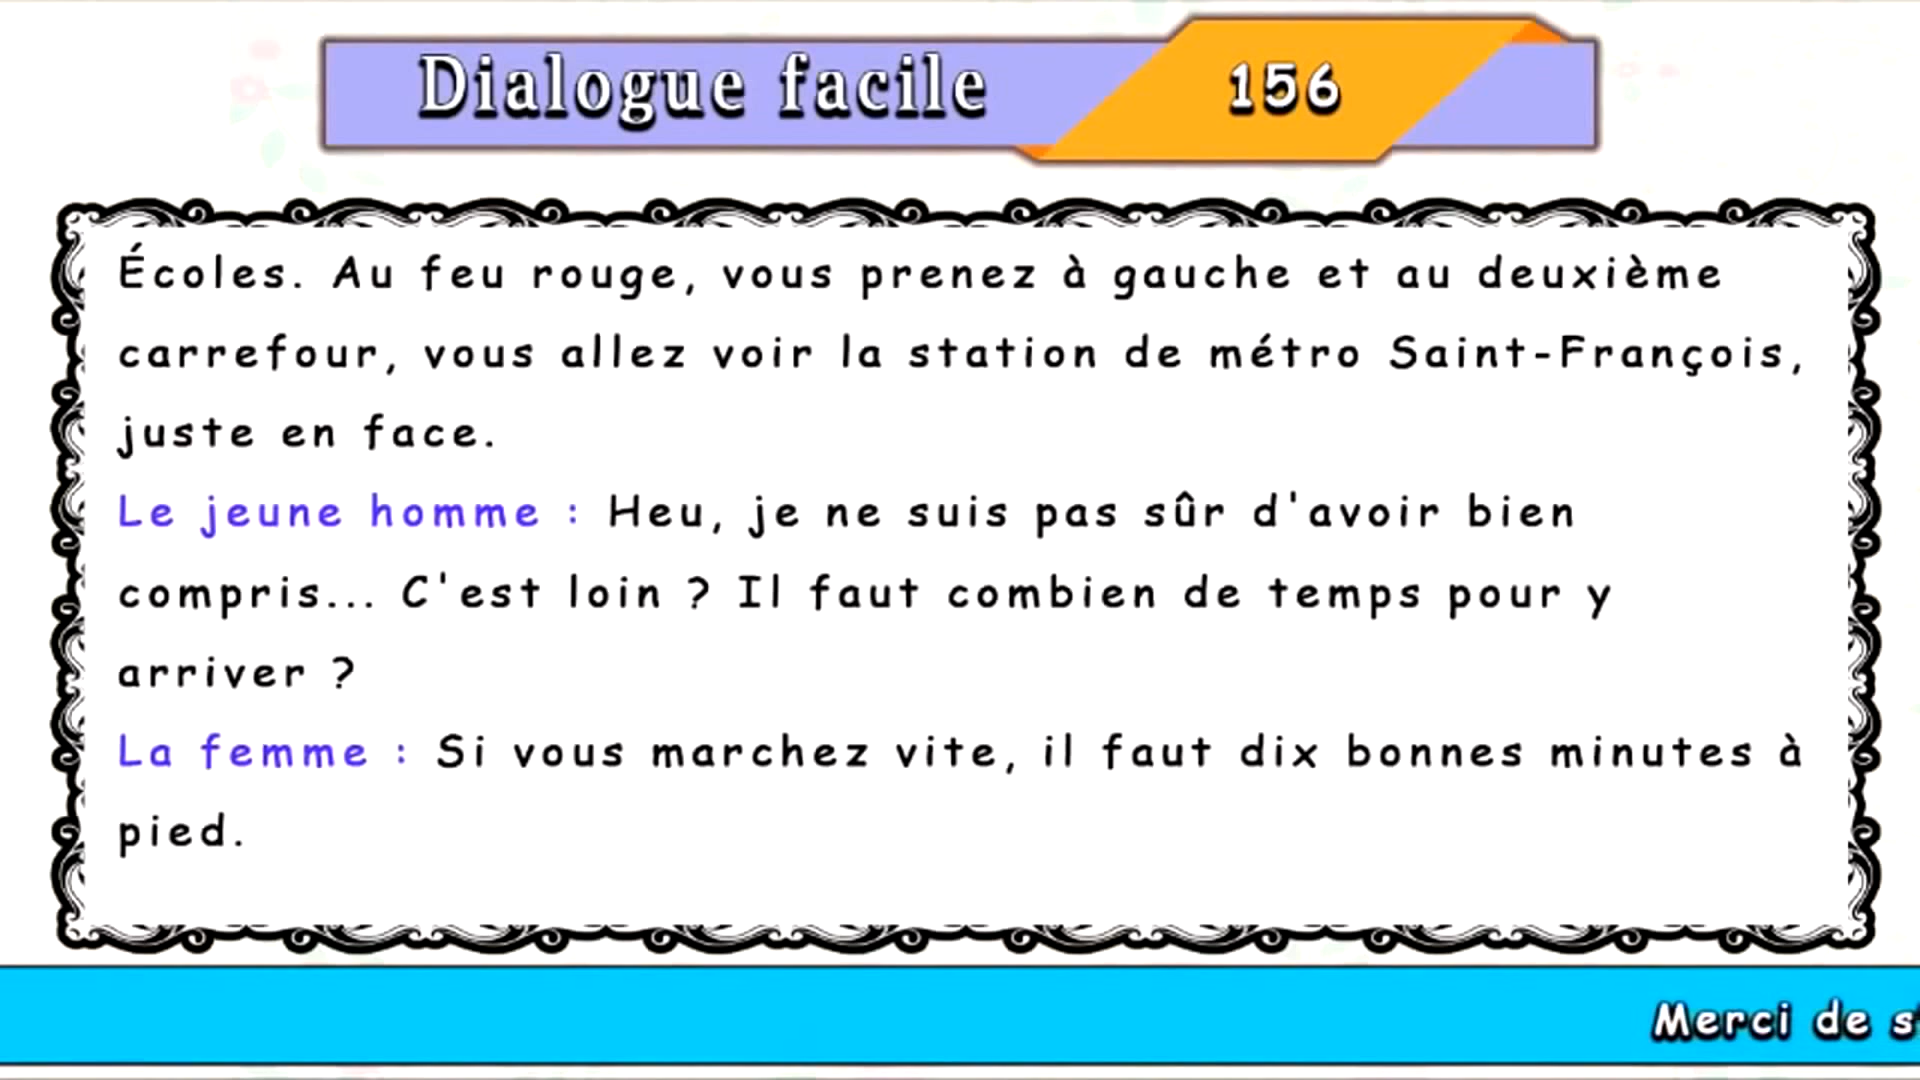 Dialogue facile 156
Écoles. Au feu rouge, vous prenez à gauche et au deuxième
carrefour, vous allez voir la station de métro Saint-François,
juste en face.
Le jeune homme : Heu, je ne suis pas sûr d'avoir bien
compris... C'est loin ? Il faut combien de temps pour y
arriver ?
La femme : Si vous marchez vite, il faut dix bonnes minutes à
pied.
Merci de